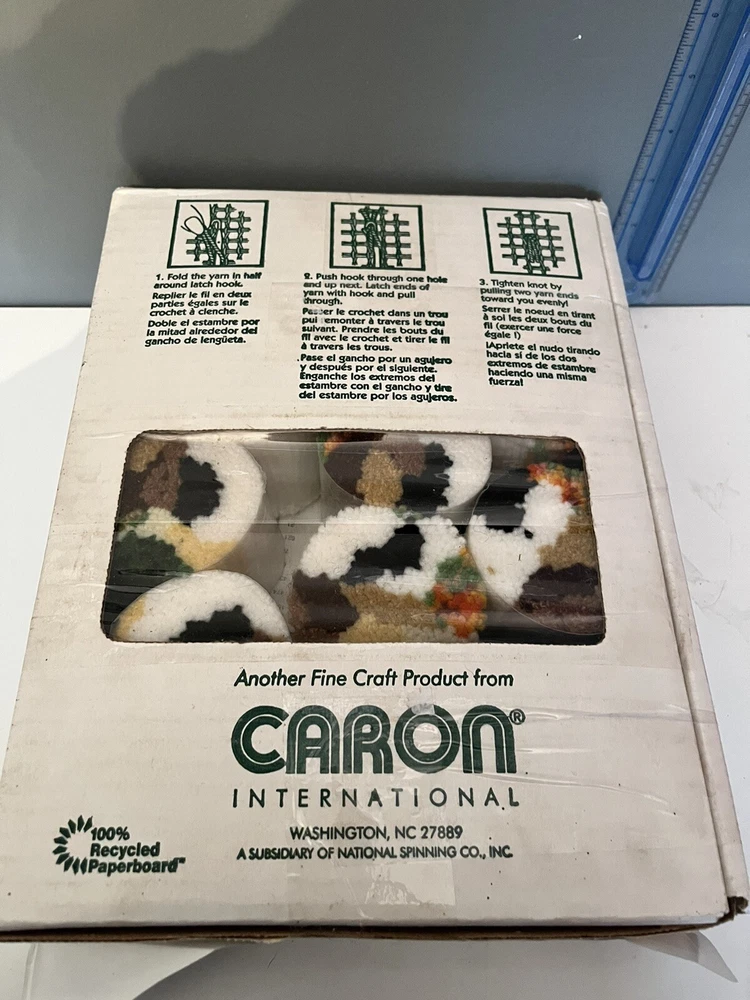 1. Fold the yarn in half
around latch hook.
Replier le fil en deux
parties égales sur le
crochet à clenche.
Doble el estambre por
la mitad alrededor del
gancho de lengüeta.
2. Push hook through one hole
and up next. Latch ends of
yarn with hook and pull
through.
Passer le crochet dans un trou
pui remonter à travers le trou
suivant. Prendre les bouts du
fil avec le crochet et tirer le fil
à travers les trous.
Pase el gancho por un agujero
y después por el siguiente.
Enganche los extremos del
estambre con el gancho y tire
del estambre por los agujeros.
3. Tighten knot by
pulling two yarn ends
toward you evenly!
Serrer le noeud en tirant
à soi les deux bouts du
fil (exercer une force
égale !)
¡Apriete el nudo tirando
hacia sí de los dos
extremos de estambre
haciendo una misma
fuerza!
Another Fine Craft Product from
CARON®
INTERNATIONAL
WASHINGTON, NC 27889
A SUBSIDIARY OF NATIONAL SPINNING CO., INC.
100%
Recycled
Paperboard™